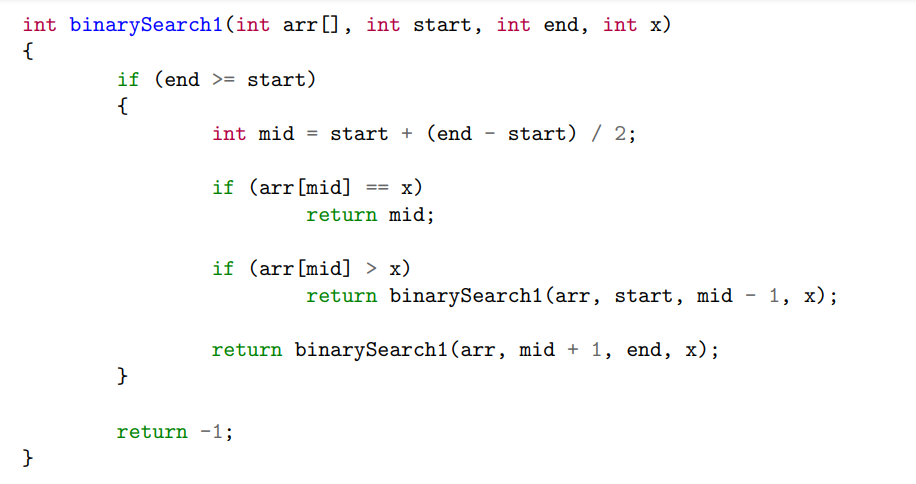 int binarySearch1(int arr[], int start, int end, int x)
{
if (end >= start)
{
int mid = start + (end - start) / 2;
if (arr[mid] == x)
return mid;
if (arr[mid] > x)
return binarySearch1(arr, start, mid - 1, x);
return binarySearch1(arr, mid + 1, end, x);
}
return -1;
}